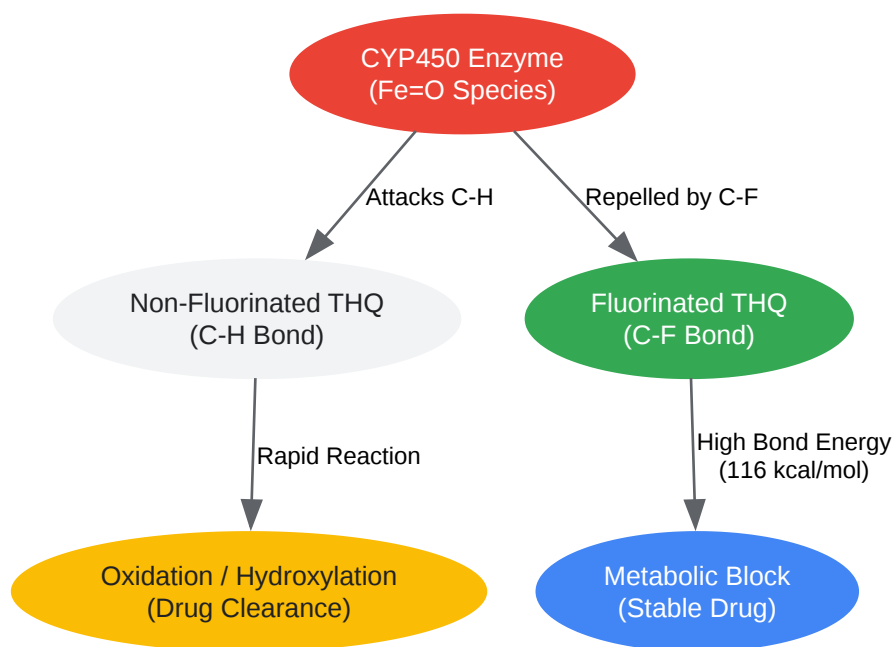 CYP450 Enzyme
(Fe=O Species)
Attacks C-H
Repelled by C-F
Non-Fluorinated THQ
(C-H Bond)
Fluorinated THQ
(C-F Bond)
Rapid Reaction
High Bond Energy
(116 kcal/mol)
Oxidation / Hydroxylation
(Drug Clearance)
Metabolic Block
(Stable Drug)